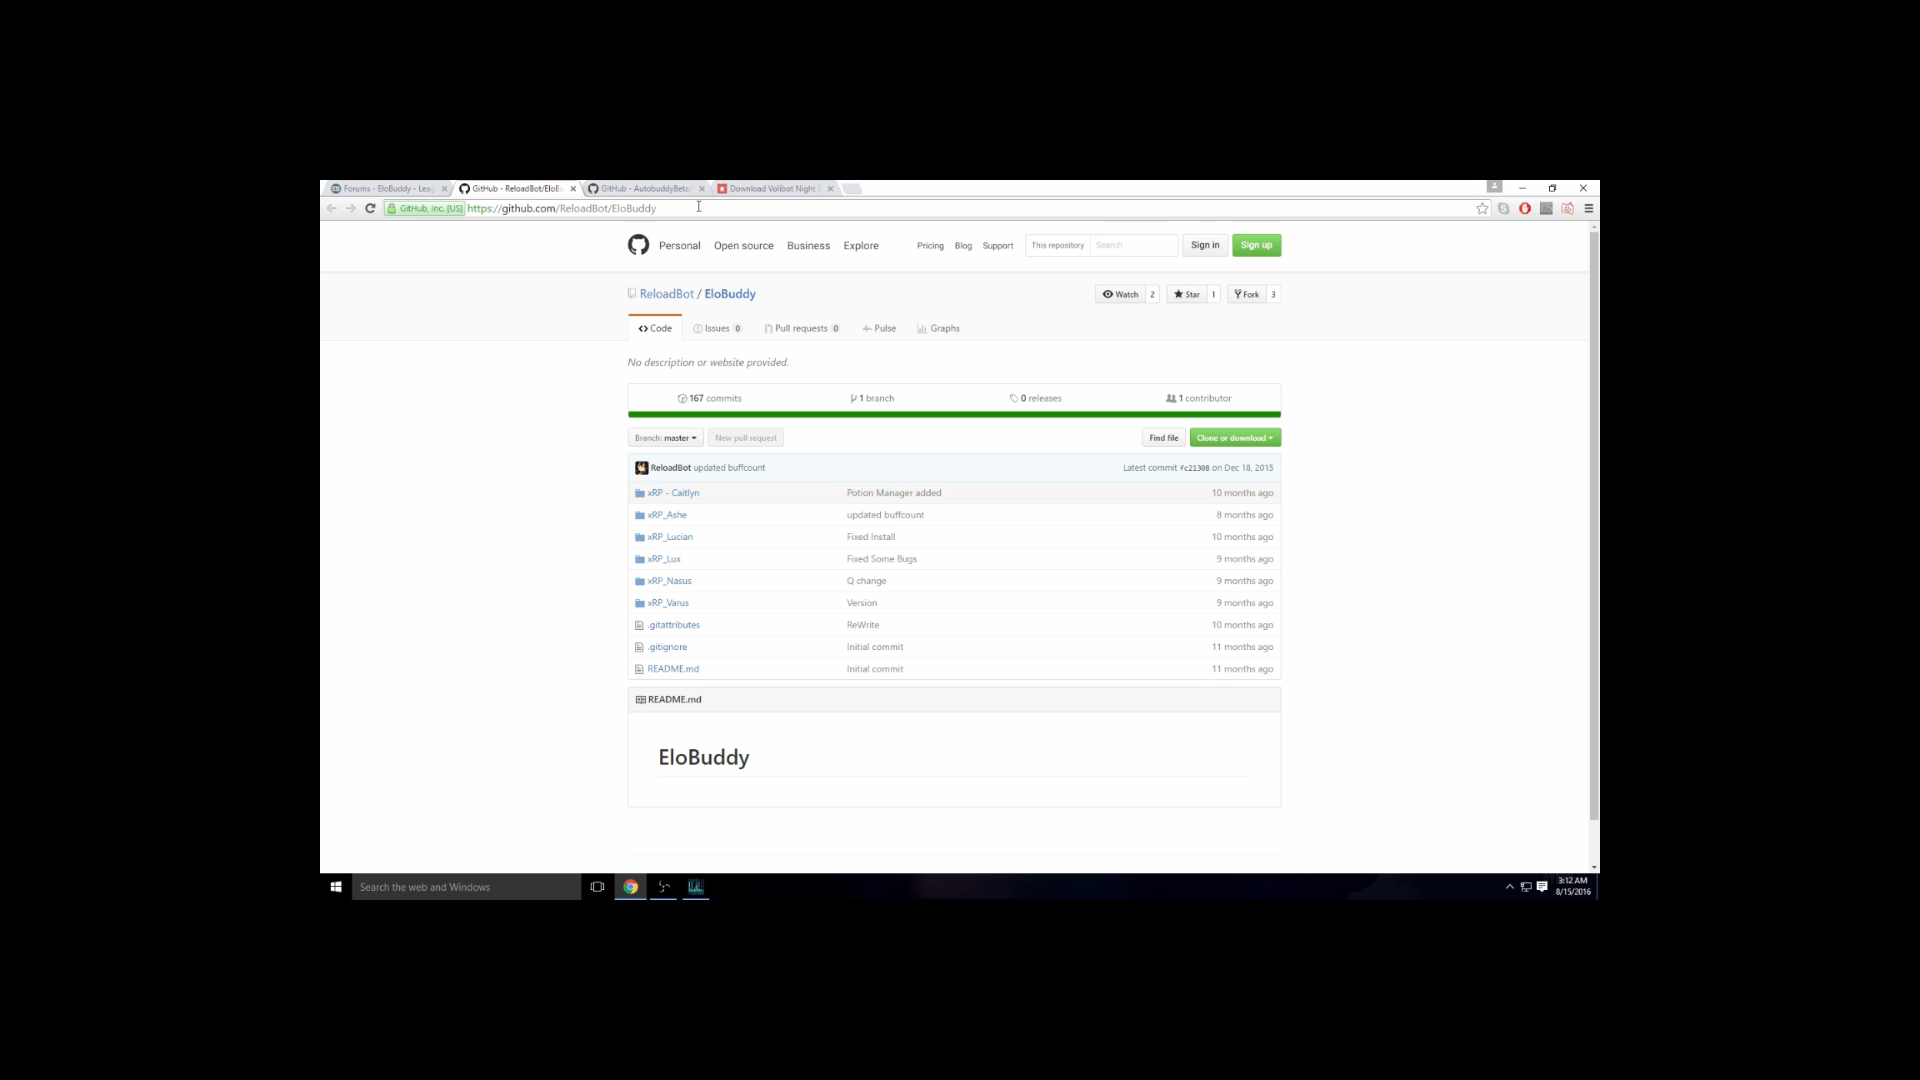 Forums - EloBuddy - Leag
GitHub - ReloadBot/EloBu
GitHub - AutobuddyBeta
Download Volibot Night
GitHub, Inc. [US] https://github.com/ReloadBot/EloBuddy
Personal Open source Business Explore Pricing Blog Support This repository Search Sign in Sign up
ReloadBot / EloBuddy Watch 2 Star 1 Fork 3
Code Issues 0 Pull requests 0 Pulse Graphs
No description or website provided.
167 commits 1 branch 0 releases 1 contributor
Branch: master New pull request Find file Clone or download
ReloadBot updated buffcount Latest commit fc21308 on Dec 18, 2015
xRP - Caitlyn Potion Manager added 10 months ago
xRP_Ashe updated buffcount 8 months ago
xRP_Lucian Fixed Install 10 months ago
xRP_Lux Fixed Some Bugs 9 months ago
xRP_Nasus Q change 9 months ago
xRP_Varus Version 9 months ago
.gitattributes ReWrite 10 months ago
.gitignore Initial commit 11 months ago
README.md Initial commit 11 months ago
README.md
EloBuddy
Search the web and Windows
3:12 AM
8/15/2016